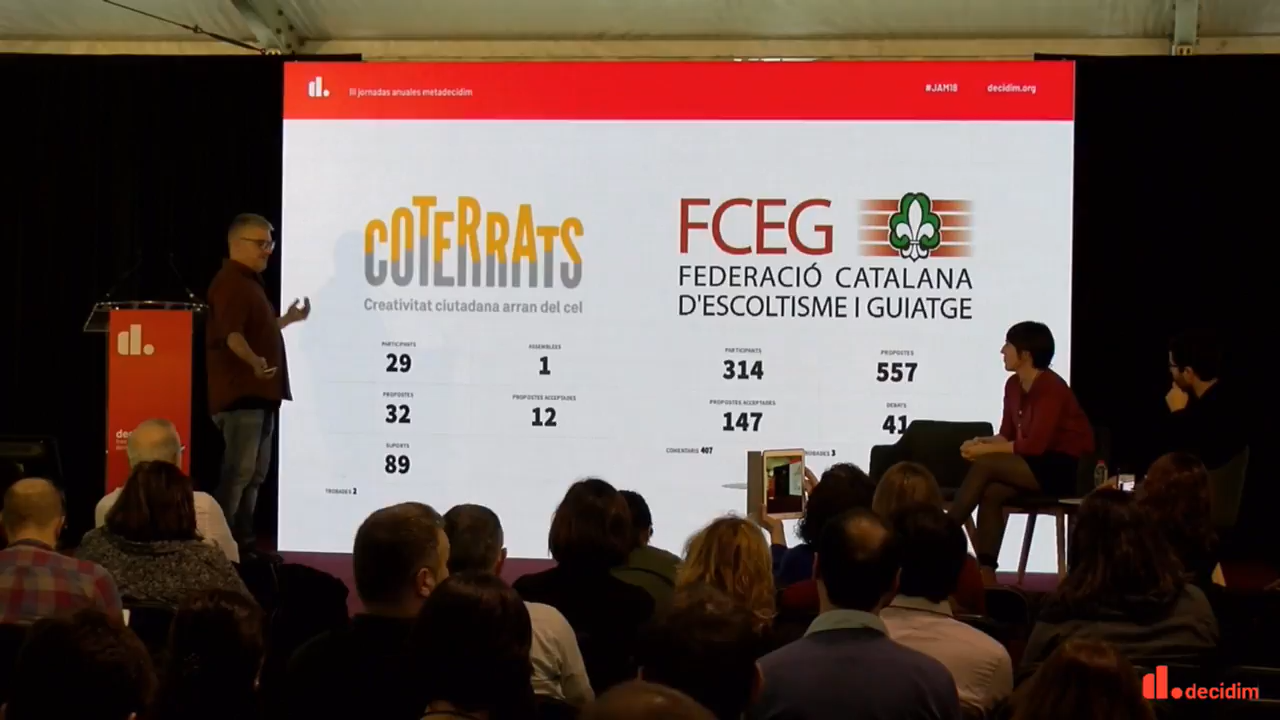 d.
III jornadas anuales metadecidim
#JAM18
decidim.org
COTERRATS
Creativitat ciutadana arran del cel
PARTICIPANTS
29
ASSEMBLEES
1
PROPOSTES
32
PROPOSTES ACCEPTADES
12
SUPORTS
89
TROBADES 2
FCEG
FEDERACIÓ CATALANA
D'ESCOLTISME I GUIATGE
PARTICIPANTS
314
PROPOSTES
557
PROPOSTES ACCEPTADES
147
DEBATS
41
COMENTARIS 407
d.
d. decidim